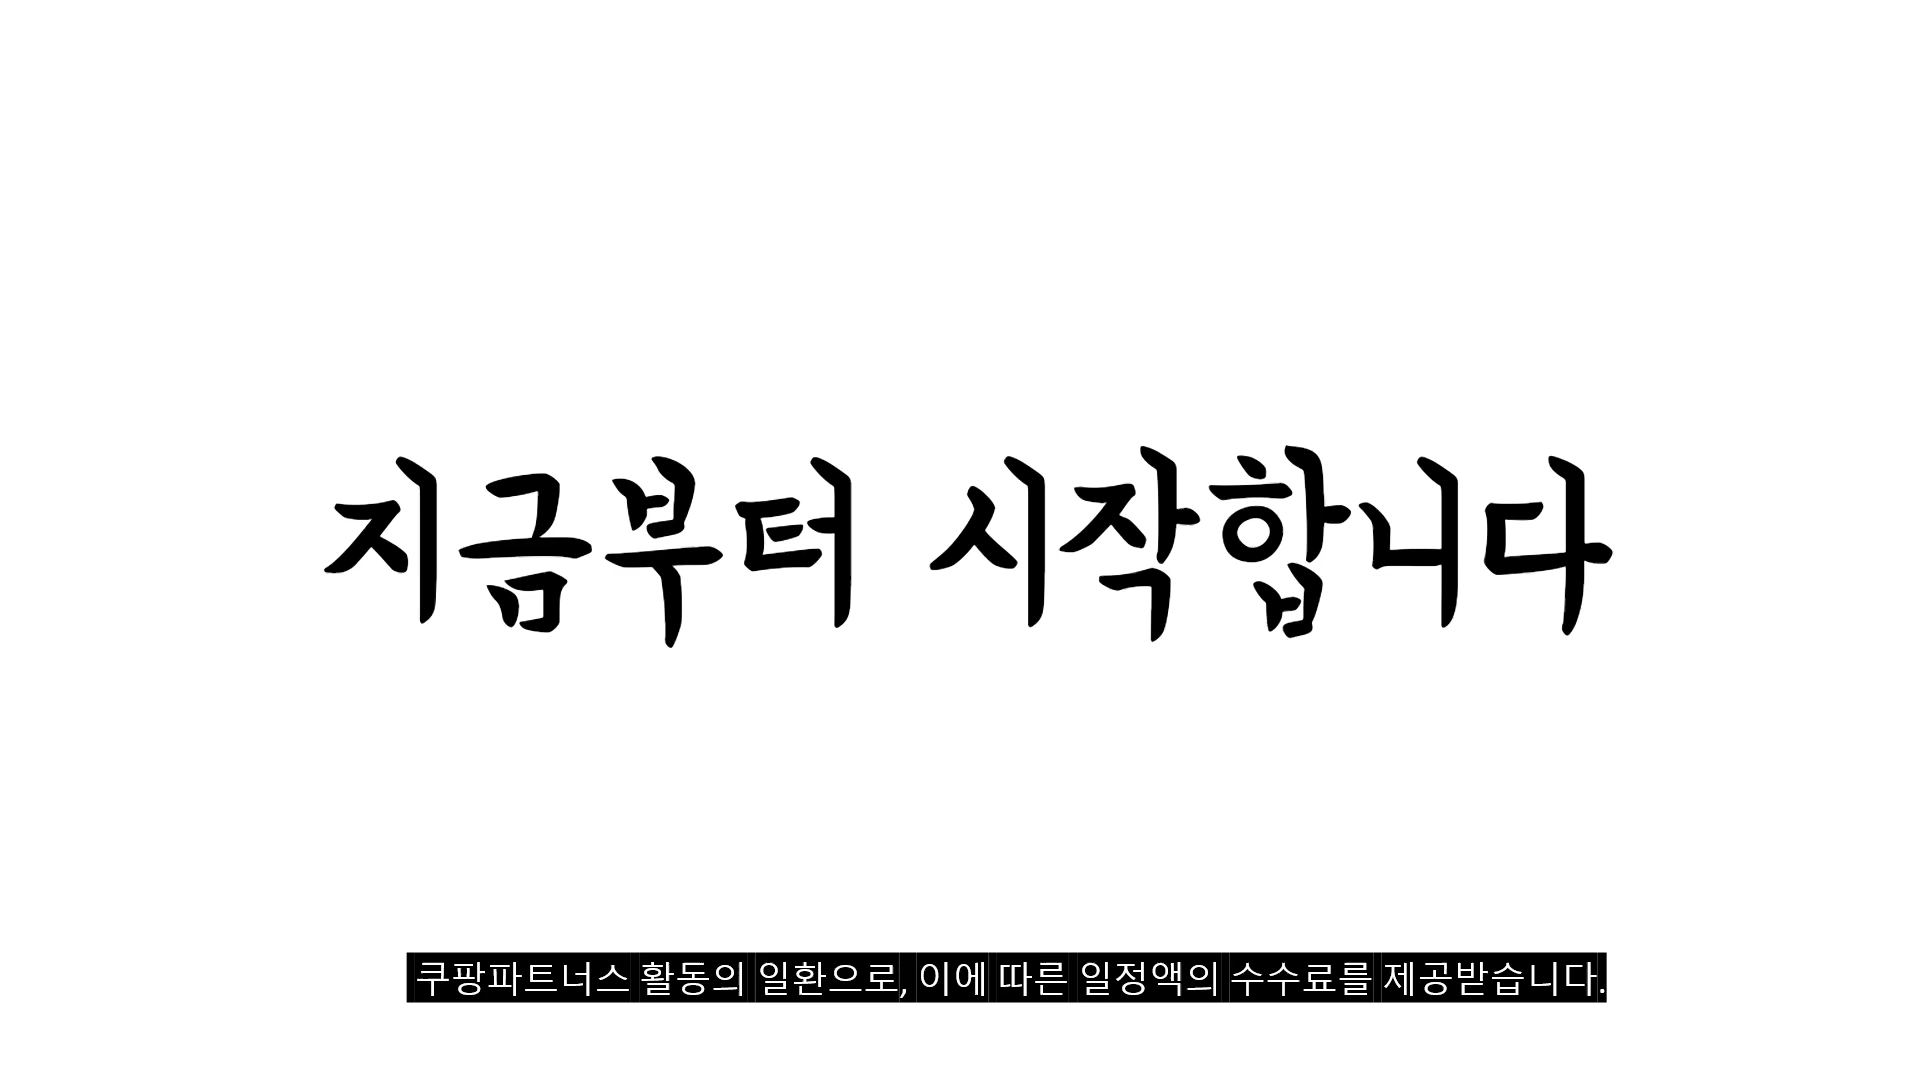 지금부터 시작합니다
쿠팡파트너스 활동의 일환으로, 이에 따른 일정액의 수수료를 제공받습니다.